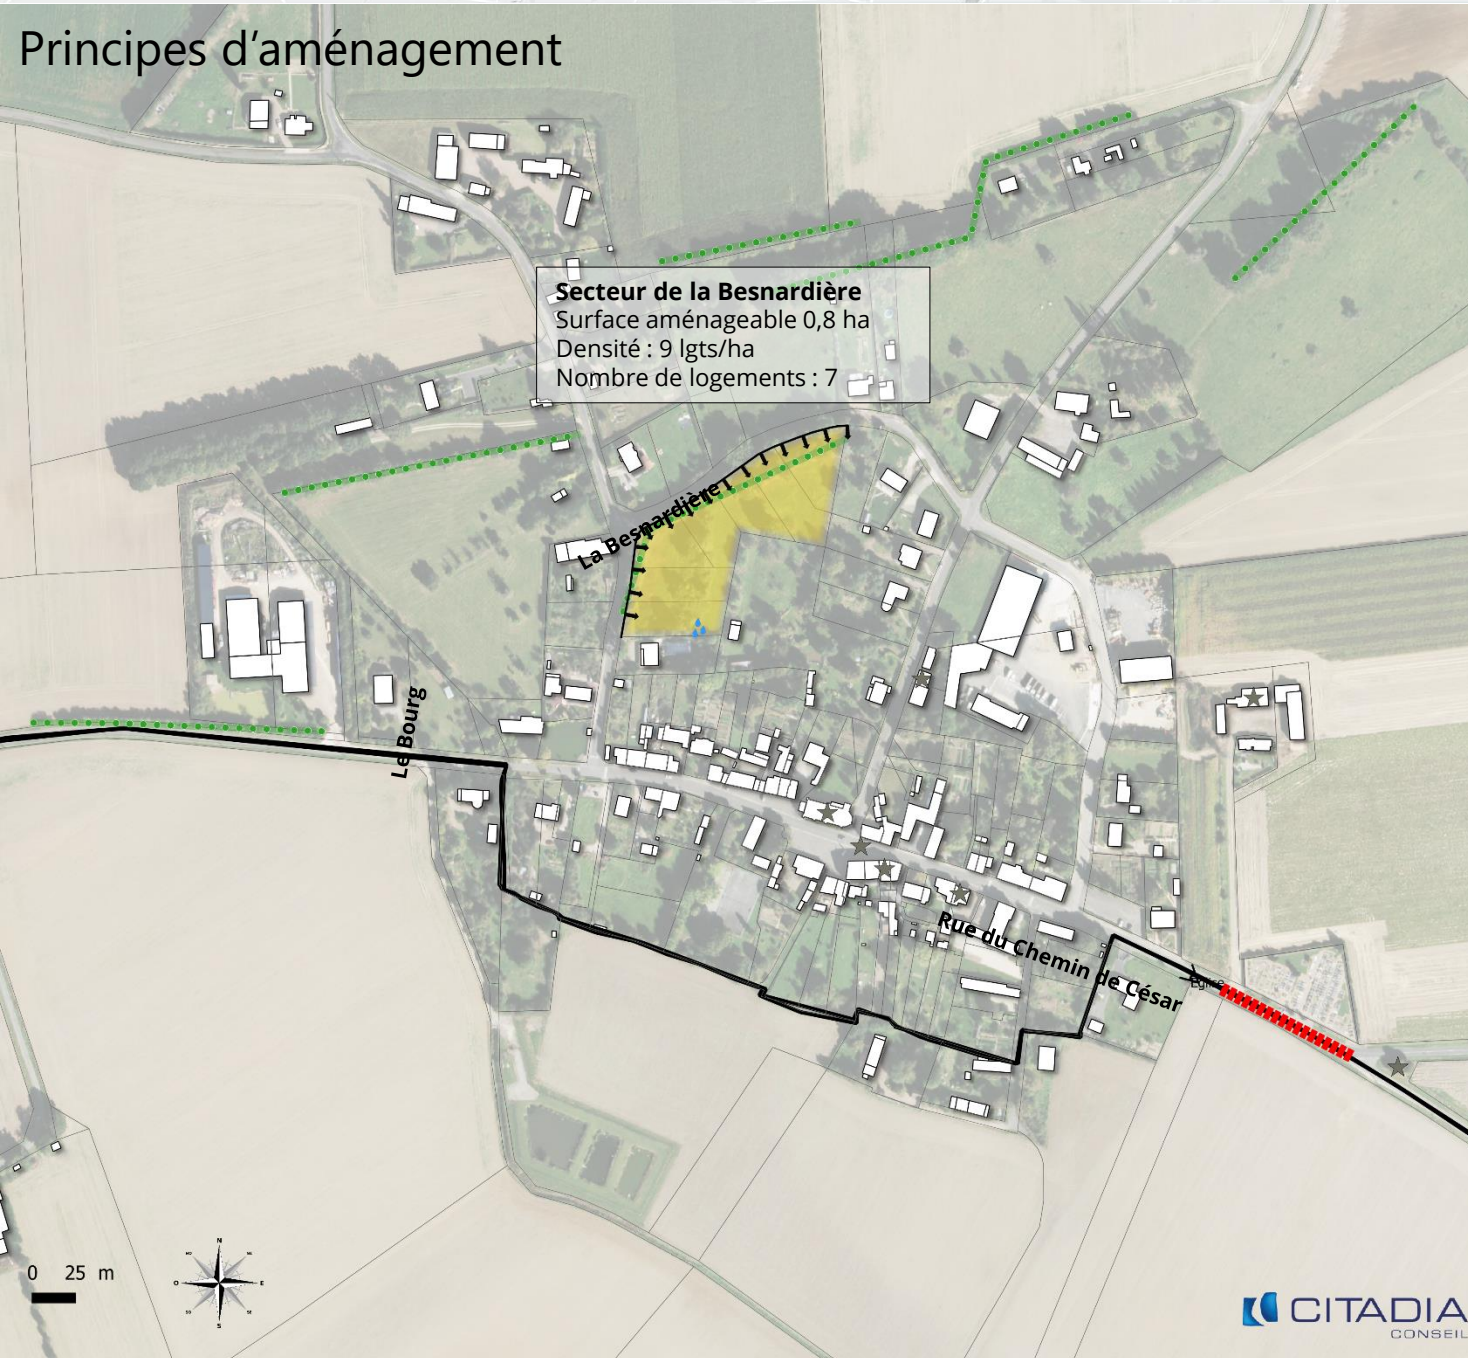 Principes d’aménagement
Secteur de la Besnardière
Surface aménageable 0,8 ha
Densité : 9 lgts/ha
Nombre de logements : 7
La Besnardière
Le Bourg
Rue du Chemin de César
Eglise
0 25 m
N
O
E
S
CITADIA
CONSEIL